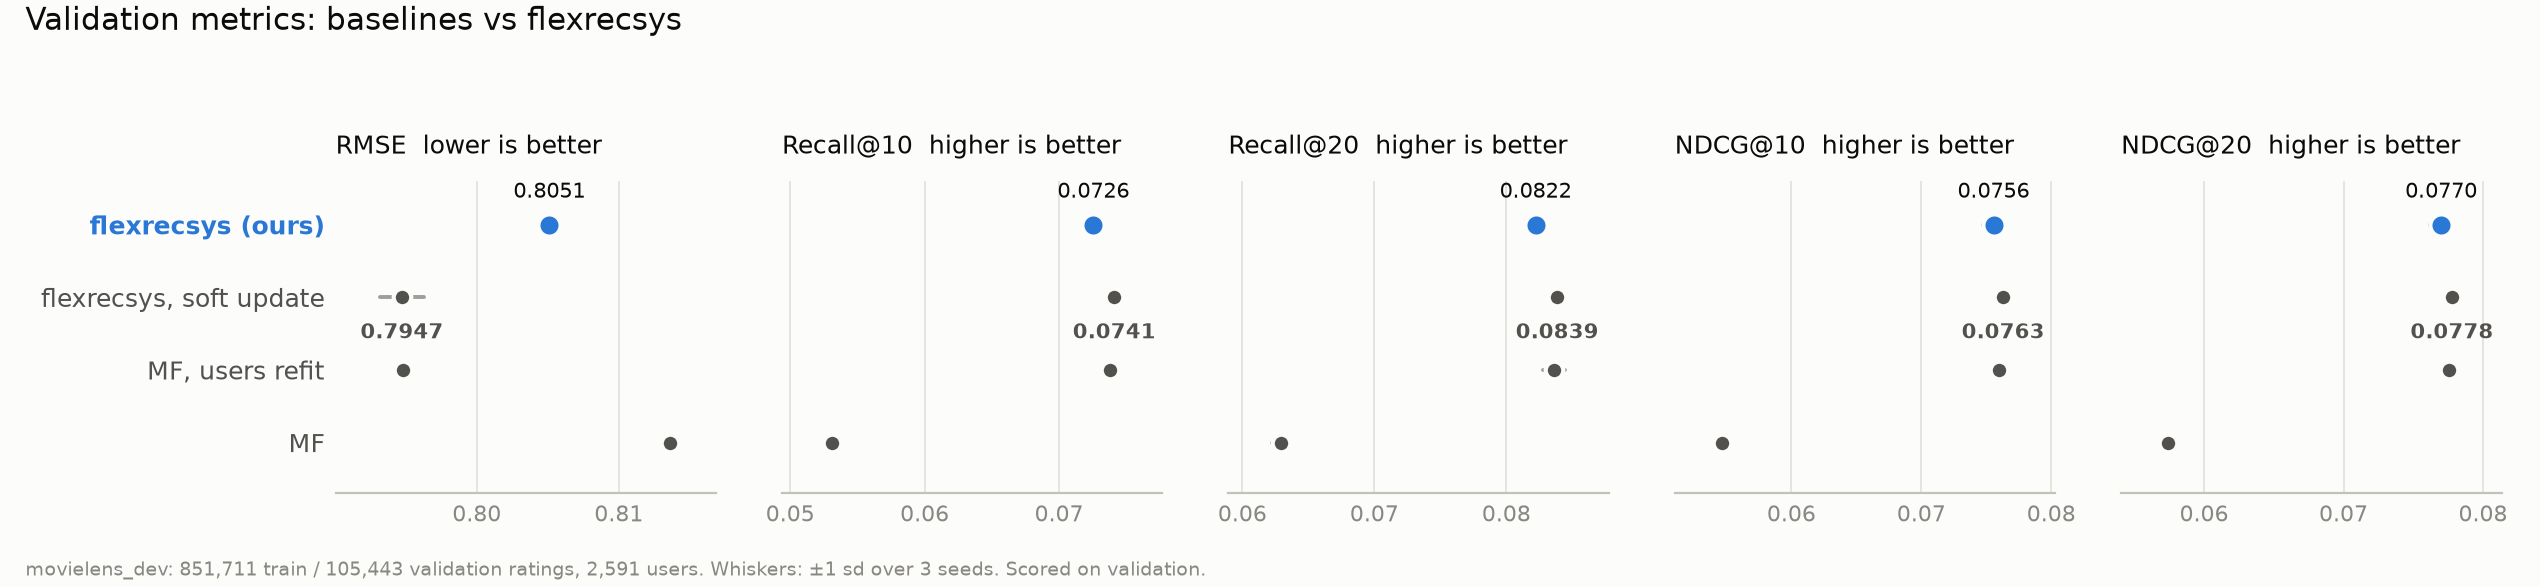 Validation metrics: baselines vs flexrecsys
RMSE  lower is better
Recall@10  higher is better
Recall@20  higher is better
NDCG@10  higher is better
NDCG@20  higher is better
0.8051
0.0726
0.0822
0.0756
0.0770
flexrecsys (ours)
flexrecsys, soft update
0.7947
0.0741
0.0839
0.0763
0.0778
MF, users refit
MF
0.80 0.81
0.05 0.06 0.07
0.06 0.07 0.08
0.06 0.07 0.08
0.06 0.07 0.08
movielens_dev: 851,711 train / 105,443 validation ratings, 2,591 users. Whiskers: ±1 sd over 3 seeds. Scored on validation.